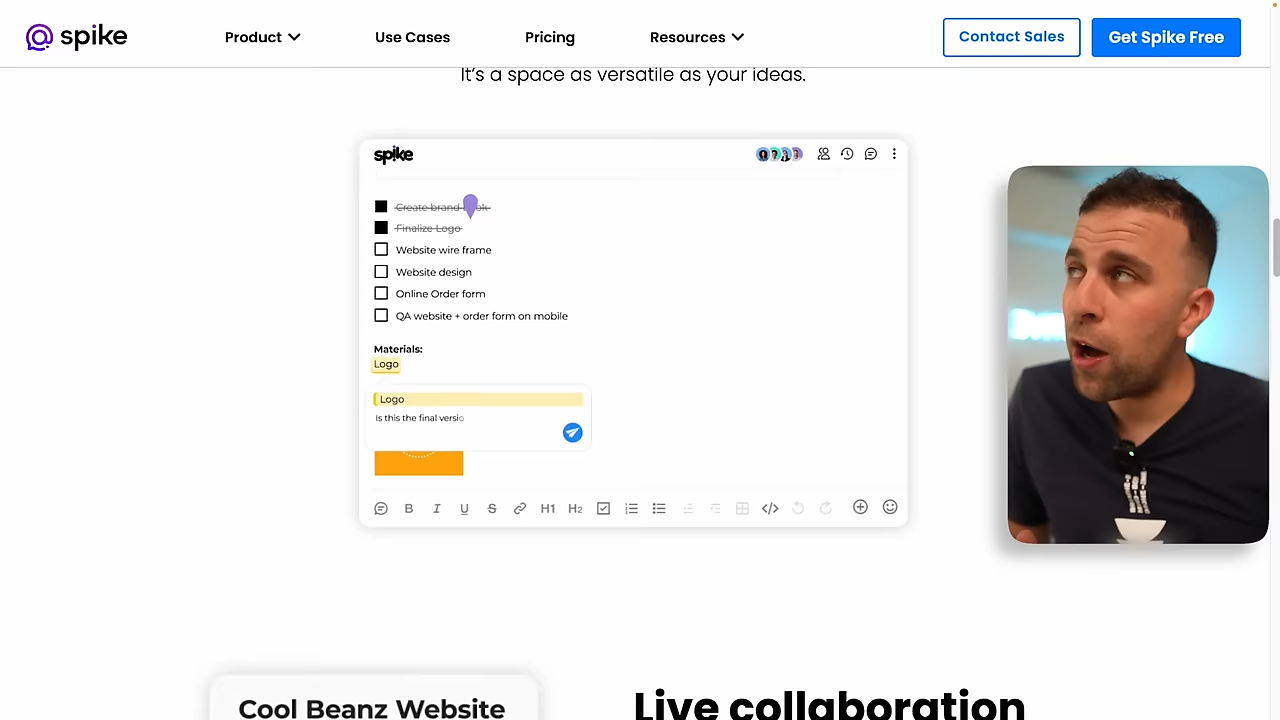 spike
Product
Use Cases
Pricing
Resources
Contact Sales
Get Spike Free
It's a space as versatile as your ideas.
spike
Create brand
Finalize Logo
Website wire frame
Website design
Online Order form
QA website + order form on mobile
Materials:
Logo
Logo
Is this the final versio
B I U S H1 H2
Cool Beanz Website
Live collaboration